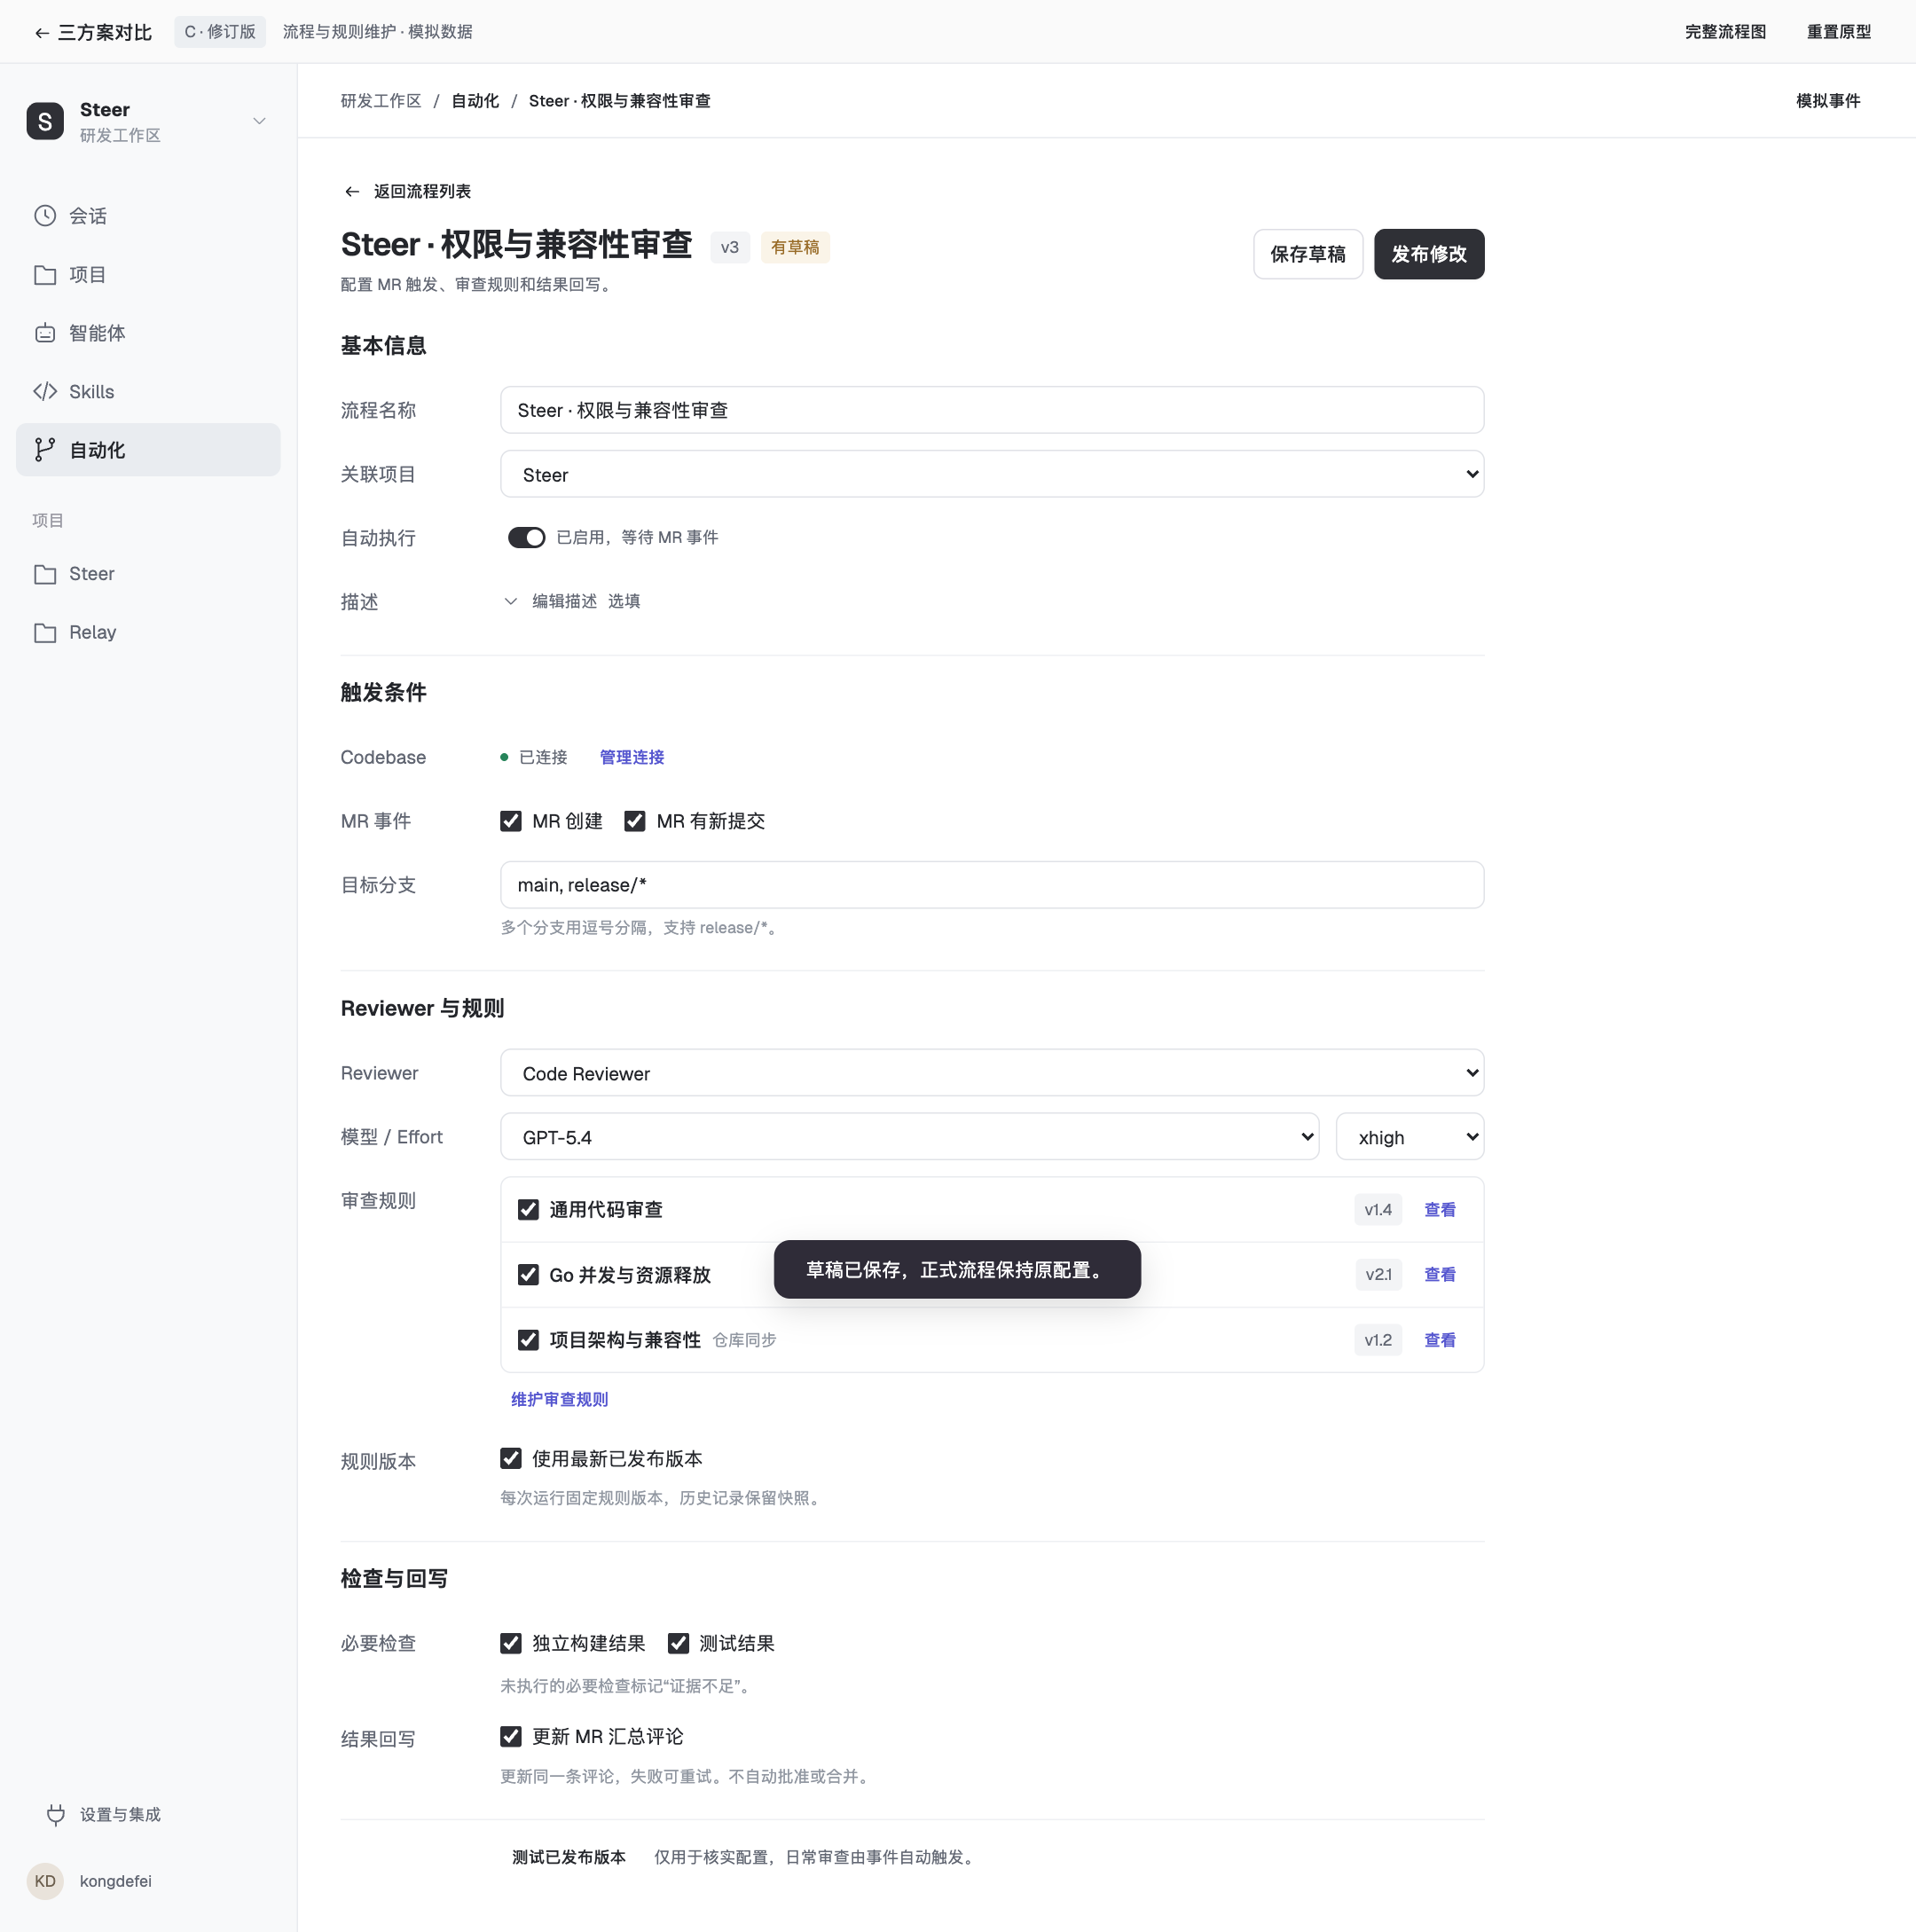 ← 三方案对比 C · 修订版 流程与规则维护 · 模拟数据 完整流程图 重置原型
S Steer
研发工作区
会话
项目
智能体
Skills
自动化
项目
Steer
Relay
设置与集成
KD kongdefei
研发工作区 / 自动化 / Steer · 权限与兼容性审查 模拟事件
← 返回流程列表
Steer · 权限与兼容性审查 v3 有草稿 保存草稿 发布修改
配置 MR 触发、审查规则和结果回写。
基本信息
流程名称 Steer · 权限与兼容性审查
关联项目 Steer
自动执行 已启用，等待 MR 事件
描述 编辑描述 选填
触发条件
Codebase 已连接 管理连接
MR 事件 MR 创建 MR 有新提交
目标分支 main, release/*
多个分支用逗号分隔，支持 release/*。
Reviewer 与规则
Reviewer Code Reviewer
模型 / Effort GPT-5.4 xhigh
审查规则 通用代码审查 v1.4 查看
Go 并发与资源释放 v2.1 查看
草稿已保存，正式流程保持原配置。
项目架构与兼容性 仓库同步 v1.2 查看
维护审查规则
规则版本 使用最新已发布版本
每次运行固定规则版本，历史记录保留快照。
检查与回写
必要检查 独立构建结果 测试结果
未执行的必要检查标记“证据不足”。
结果回写 更新 MR 汇总评论
更新同一条评论，失败可重试。不自动批准或合并。
测试已发布版本 仅用于核实配置，日常审查由事件自动触发。